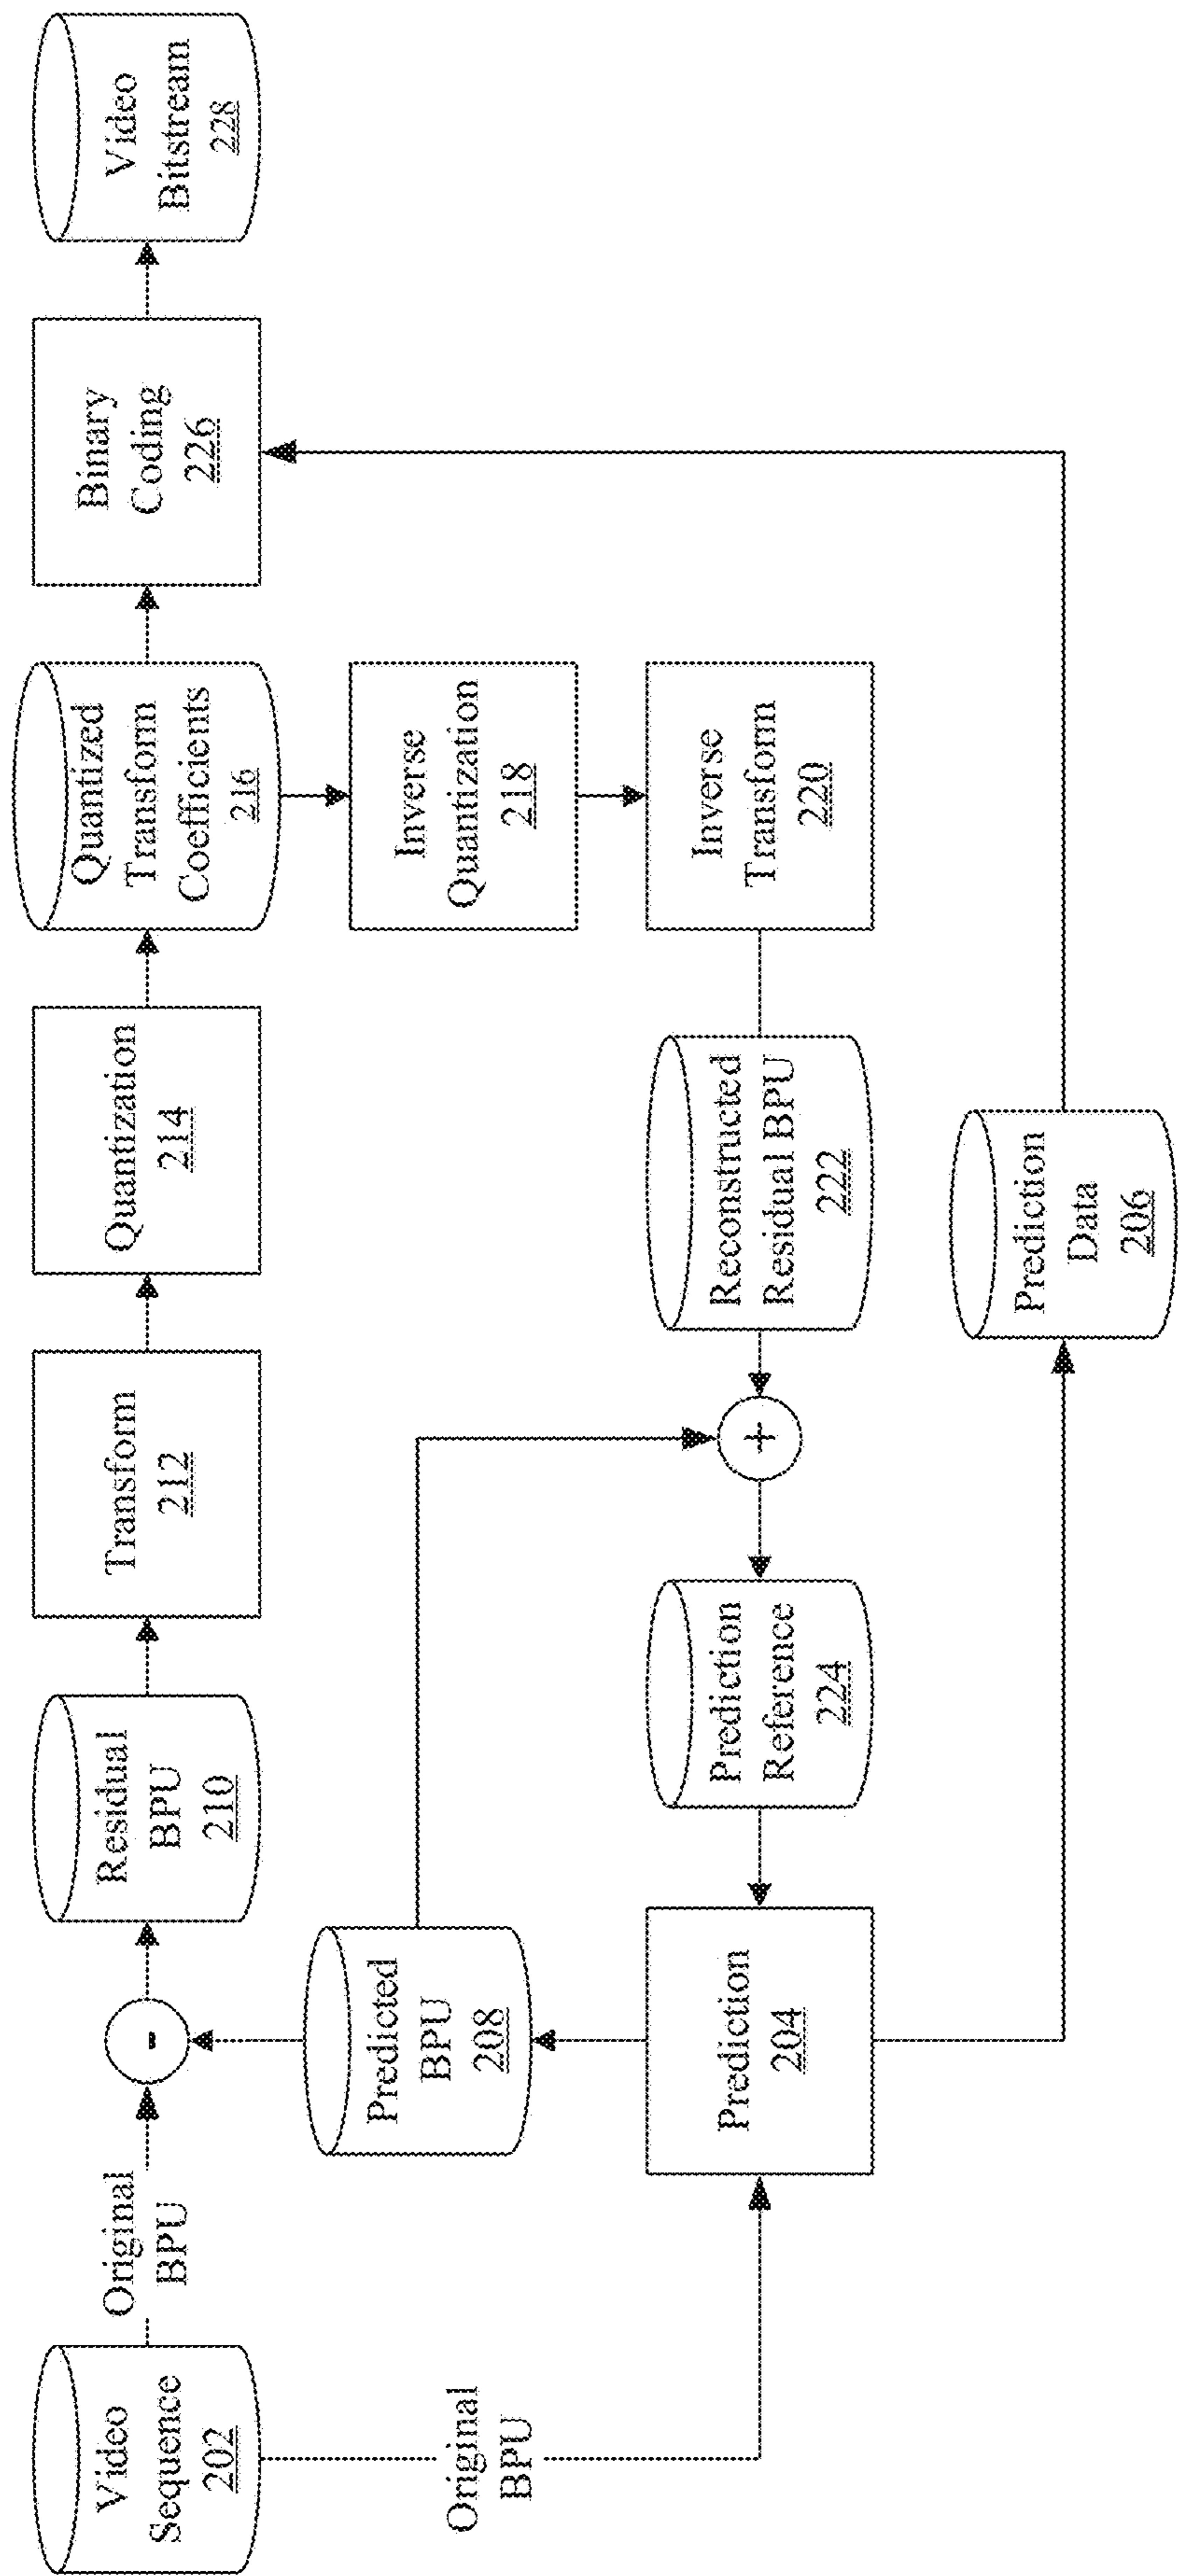 Video
Sequence
202
Original
BPU
-
Residual
BPU
210
Transform
212
Quantization
214
Quantized
Transform
Coefficients
216
Binary
Coding
226
Video
Bitstream
228
Original
BPU
Predicted
BPU
208
Inverse
Quantization
218
Prediction
204
Prediction
Reference
224
+
Reconstructed
Residual BPU
222
Inverse
Transform
220
Prediction
Data
206